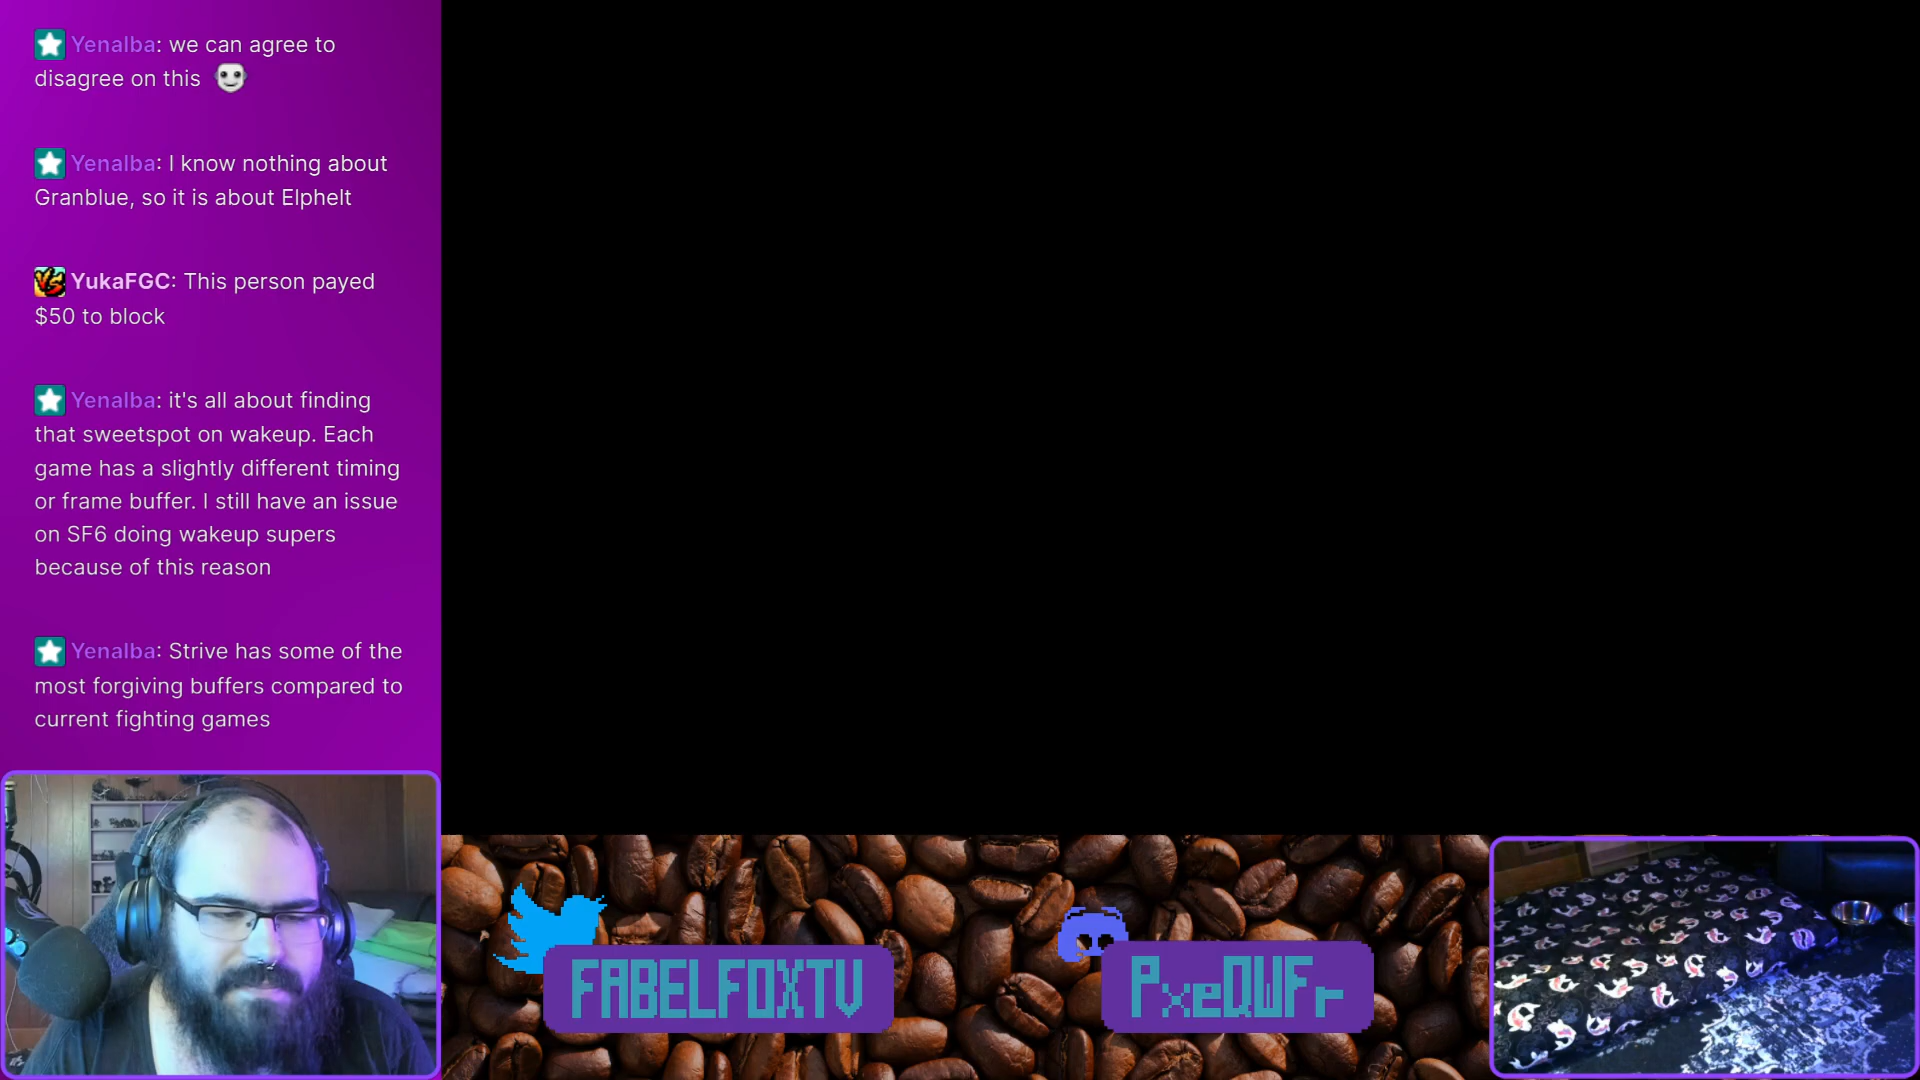 Yenalba: we can agree to
disagree on this
Yenalba: I know nothing about
Granblue, so it is about Elphelt
YukaFGC: This person payed
$50 to block
Yenalba: it's all about finding
that sweetspot on wakeup. Each
game has a slightly different timing
or frame buffer. I still have an issue
on SF6 doing wakeup supers
because of this reason
Yenalba: Strive has some of the
most forgiving buffers compared to
current fighting games
FABELFOXTV
PxeQWFr